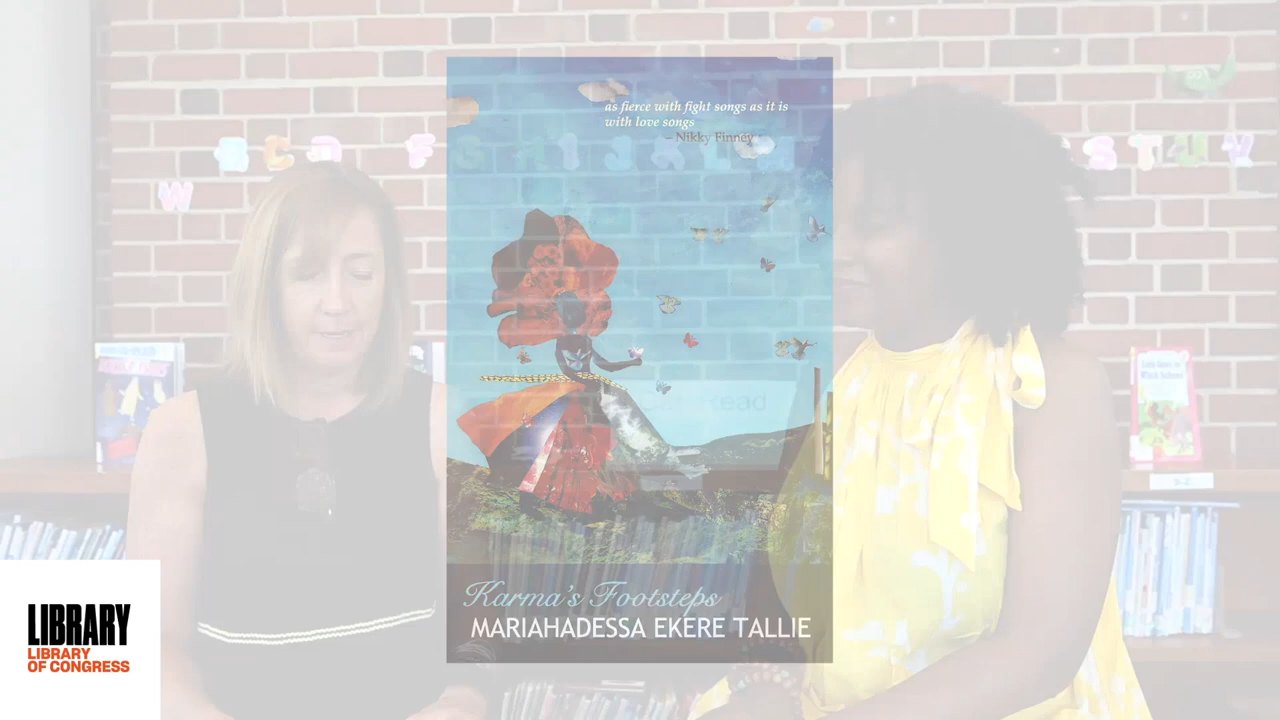 as fierce with fight songs as it is
with love songs
– Nikky Finney
B C D F G H I J K L M S T U V
W
Read
Karma's Footsteps
MARIAHADESSA EKERE TALLIE
LIBRARY
LIBRARY
OF CONGRESS